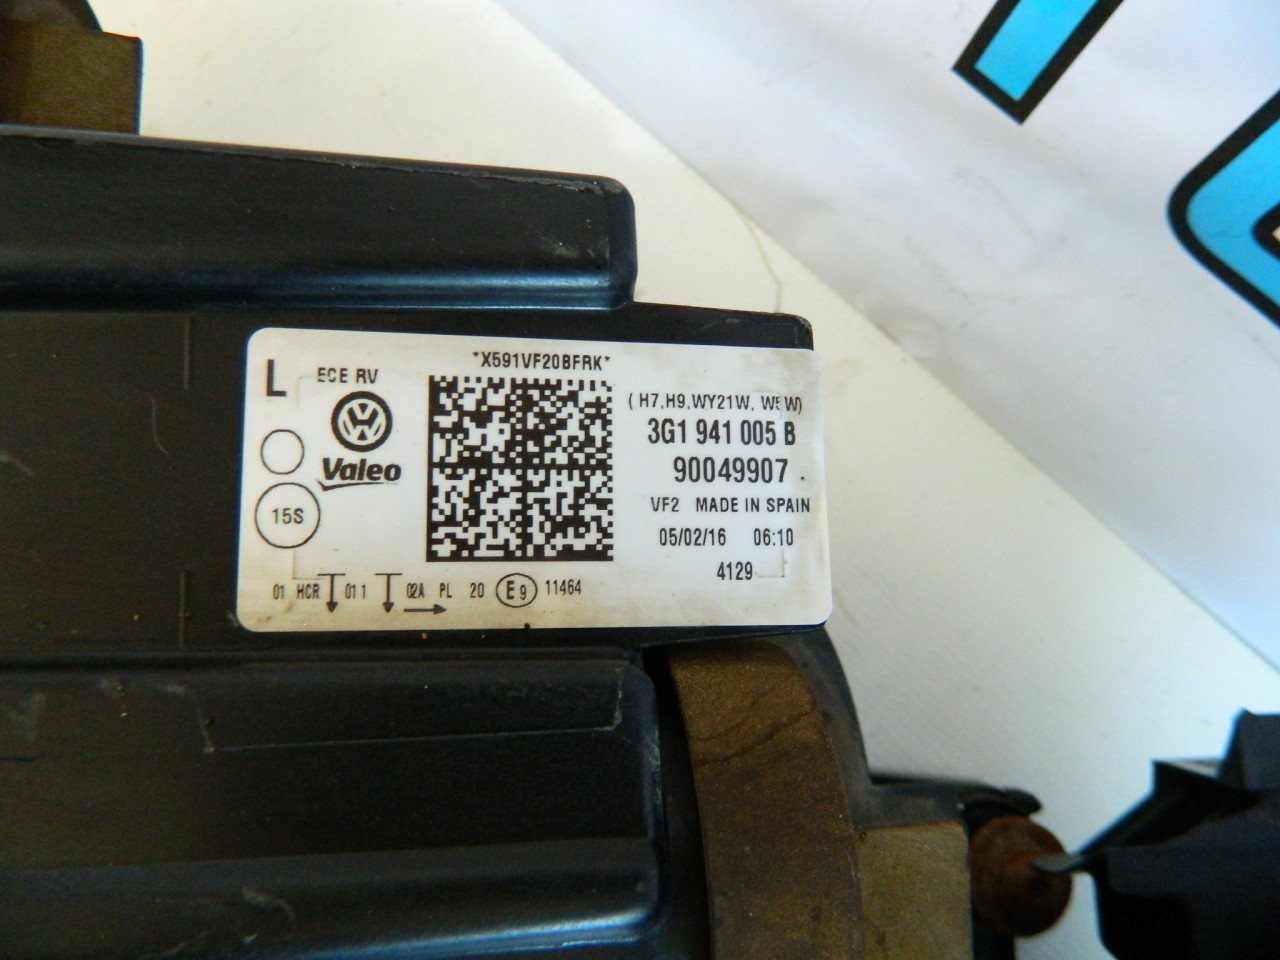 *X591VF20BFRK*
L
ECE RV
( H7,H9,WY21W, W5W)
3G1 941 005 B
Valeo
90049907
15S
VF2 MADE IN SPAIN
05/02/16 06:10
4129
01 HCR 01 1 02A PL 20 E9 11464